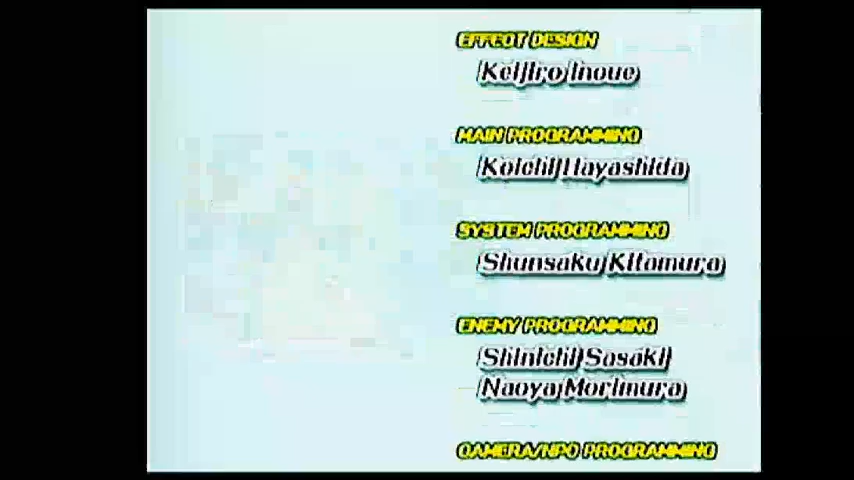 EFFECT DESIGN
Keijiro Inoue
MAIN PROGRAMMING
Koichi Hayashida
SYSTEM PROGRAMMING
Shunsaku Kitamura
ENEMY PROGRAMMING
Shinichi Sasaki
Naoya Morimura
CAMERA/NPC PROGRAMMING